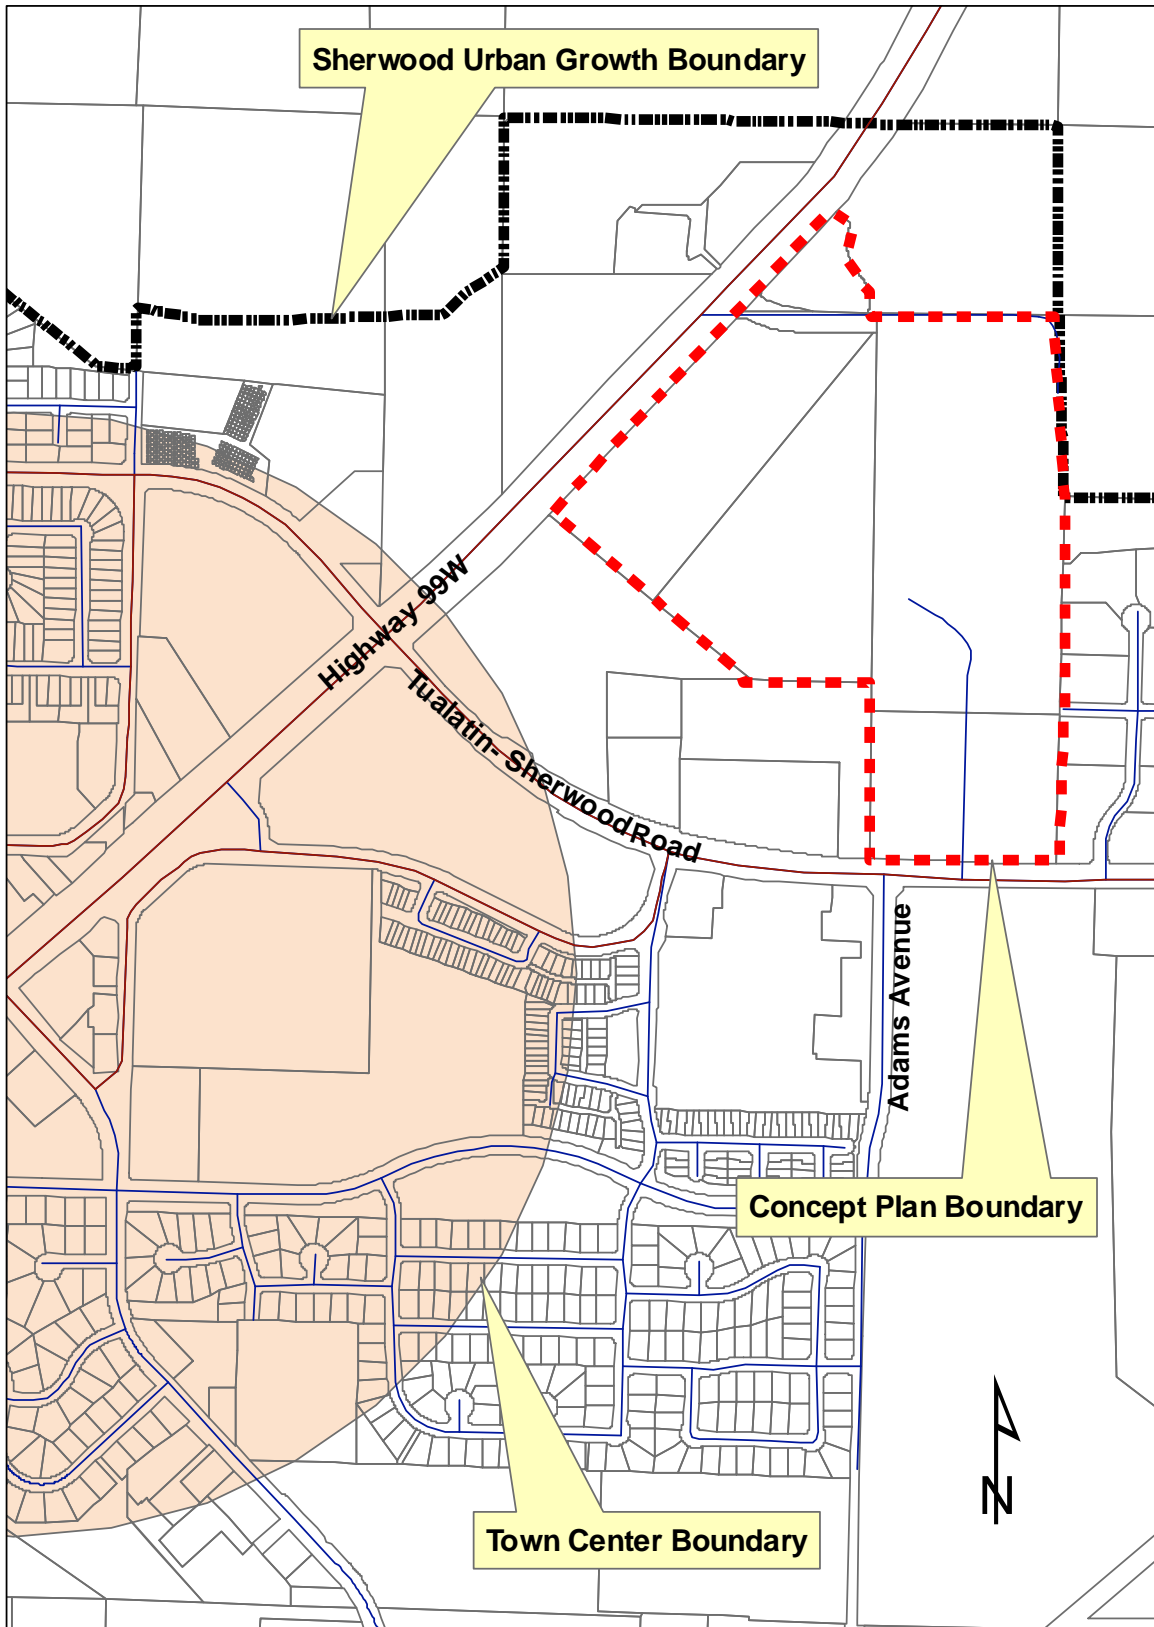 Sherwood Urban Growth Boundary
Highway 99W
Tualatin- Sherwood Road
Adams Avenue
Concept Plan Boundary
N
Town Center Boundary